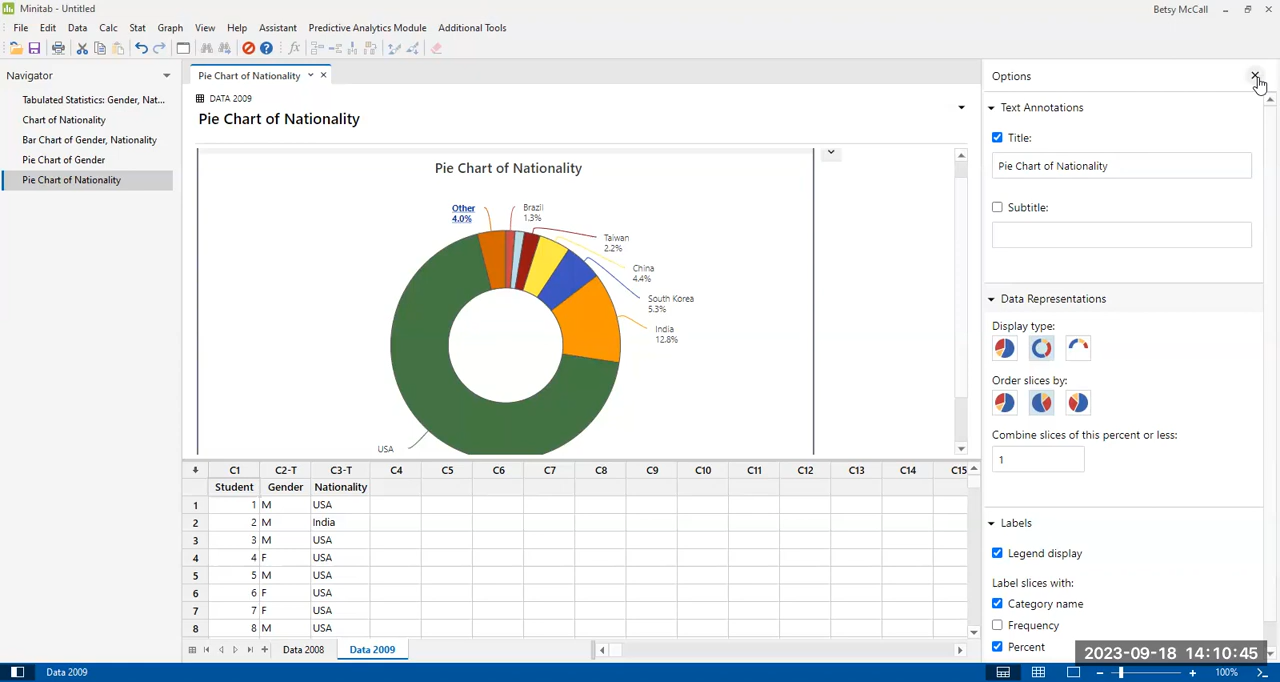 Minitab - Untitled
Betsy McCall
File Edit Data Calc Stat Graph View Help Assistant Predictive Analytics Module Additional Tools
Navigator
Tabulated Statistics: Gender, Nat...
Chart of Nationality
Bar Chart of Gender, Nationality
Pie Chart of Gender
Pie Chart of Nationality
Pie Chart of Nationality
DATA 2009
Pie Chart of Nationality
Pie Chart of Nationality
Other
4.0%
Brazil
1.3%
Taiwan
2.2%
China
4.4%
South Korea
5.3%
India
12.8%
USA
C1 C2-T C3-T C4 C5 C6 C7 C8 C9 C10 C11 C12 C13 C14 C15
Student Gender Nationality
1 1 M USA
2 2 M India
3 3 M USA
4 4 F USA
5 5 M USA
6 6 F USA
7 7 F USA
8 8 M USA
Data 2008 Data 2009
Options
Text Annotations
Title:
Pie Chart of Nationality
Subtitle:
Data Representations
Display type:
Order slices by:
Combine slices of this percent or less:
1
Labels
Legend display
Label slices with:
Category name
Frequency
Percent
2023-09-18 14:10:45
Data 2009
100%